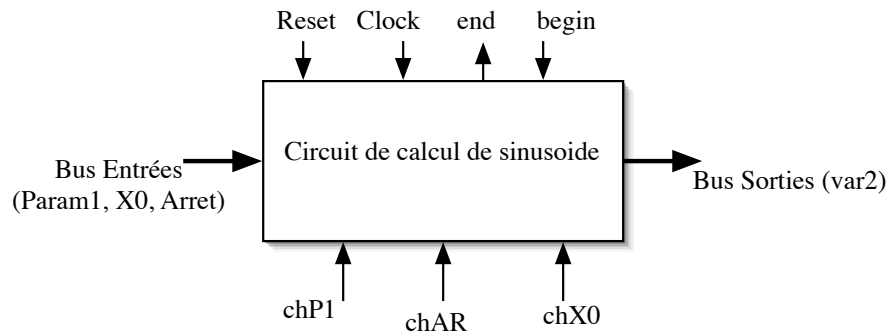 Reset
Clock
end
begin
Circuit de calcul de sinusoide
Bus Entrées
(Param1, X0, Arret)
Bus Sorties (var2)
chP1
chAR
chX0